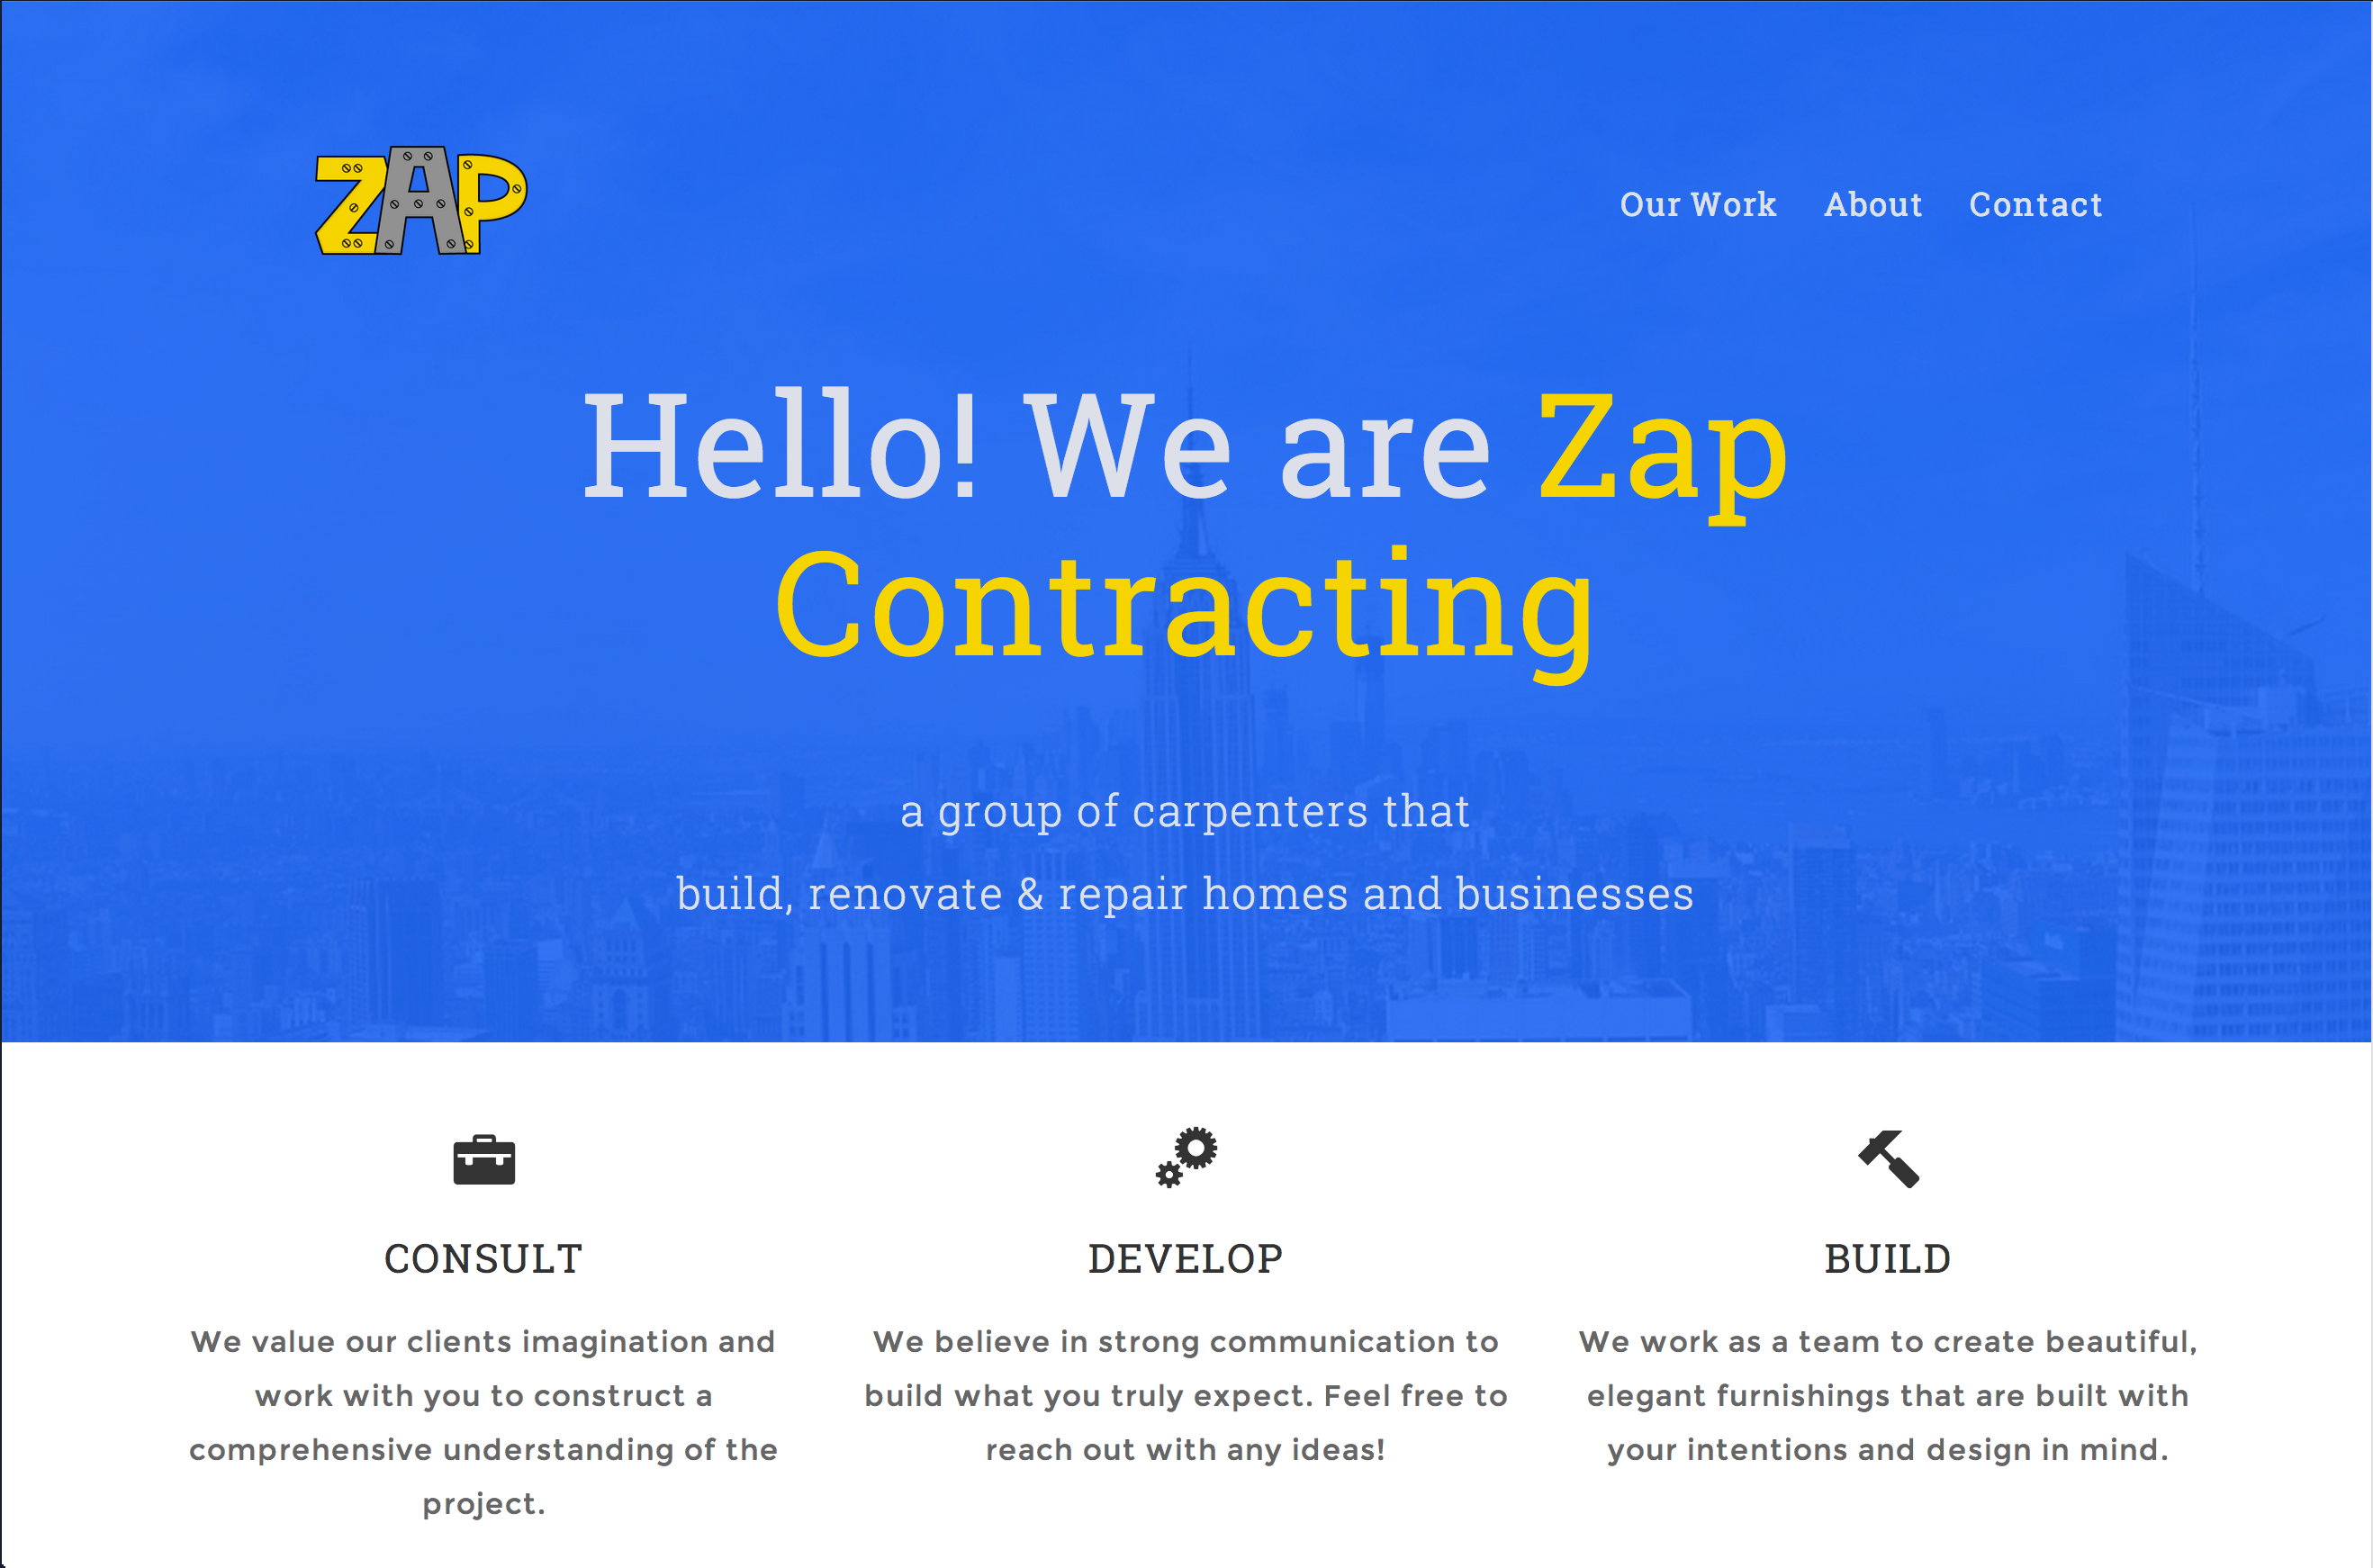 ZAP
Our Work About Contact
Hello! We are Zap
Contracting
a group of carpenters that
build, renovate & repair homes and businesses
CONSULT
We value our clients imagination and
work with you to construct a
comprehensive understanding of the
project.
DEVELOP
We believe in strong communication to
build what you truly expect. Feel free to
reach out with any ideas!
BUILD
We work as a team to create beautiful,
elegant furnishings that are built with
your intentions and design in mind.